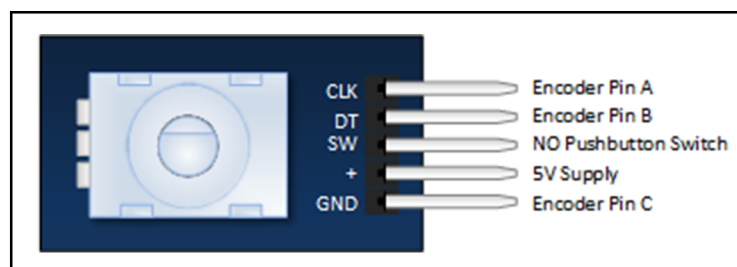 CLK Encoder Pin A
DT Encoder Pin B
SW NO Pushbutton Switch
+ 5V Supply
GND Encoder Pin C